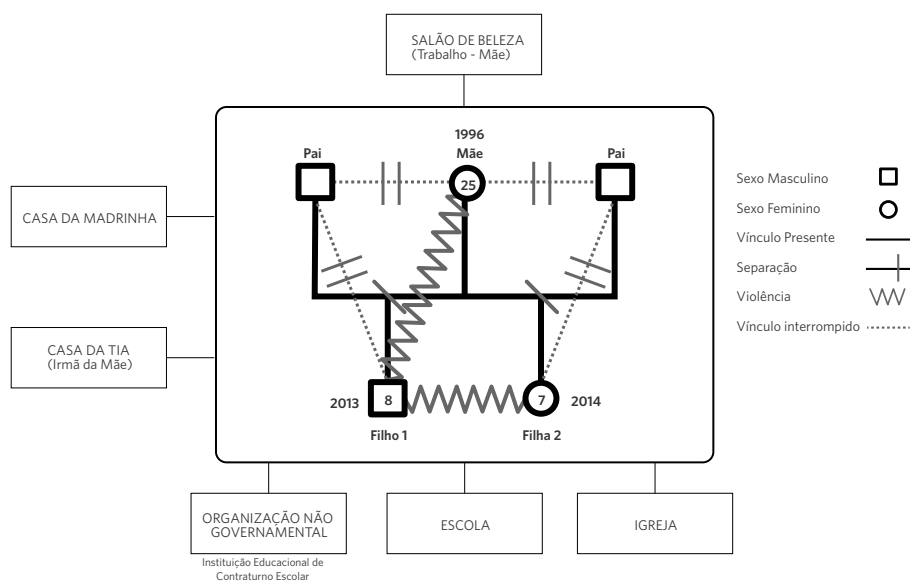 SALÃO DE BELEZA
(Trabalho - Mãe)
1996
Pai
Mãe
Pai
25
CASA DA MADRINHA
CASA DA TIA
(Irmã da Mãe)
2013
8
7
2014
Filho 1
Filha 2
Sexo Masculino
Sexo Feminino
Vínculo Presente
Separação
Violência
Vínculo interrompido
ORGANIZAÇÃO NÃO
GOVERNAMENTAL
Instituição Educacional de
Contraturno Escolar
ESCOLA
IGREJA